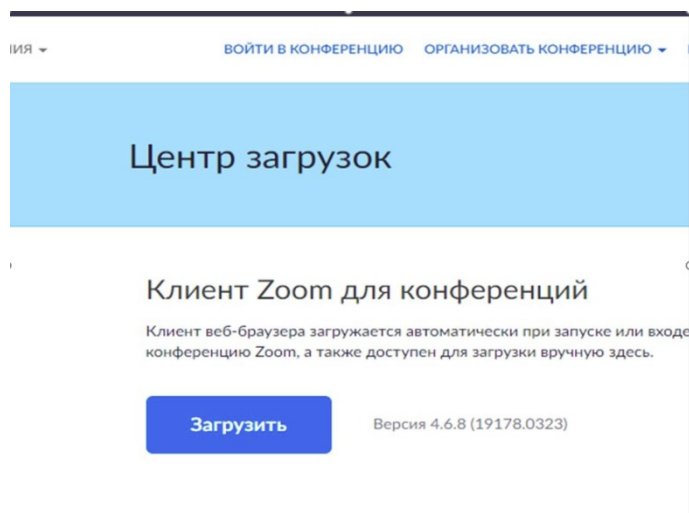 ия
ВОЙТИ В КОНФЕРЕНЦИЮ ОРГАНИЗОВАТЬ КОНФЕРЕНЦИЮ
Центр загрузок
Клиент Zoom для конференций
Клиент веб-браузера загружается автоматически при запуске или входе
конференцию Zoom, а также доступен для загрузки вручную здесь.
Загрузить Версия 4.6.8 (19178.0323)